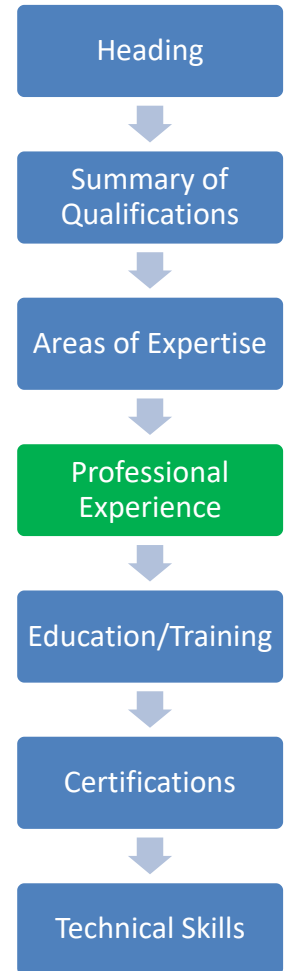 Heading
Summary of
Qualifications
Areas of Expertise
Professional
Experience
Education/Training
Certifications
Technical Skills